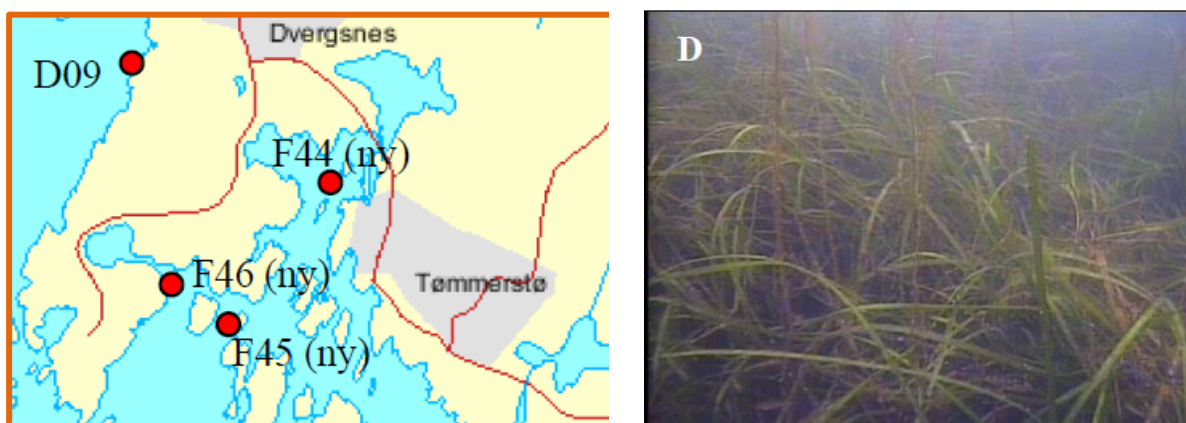 Dvergsnes
D09
F44 (ny)
F46 (ny)
Tømmerstø
F45 (ny)
D